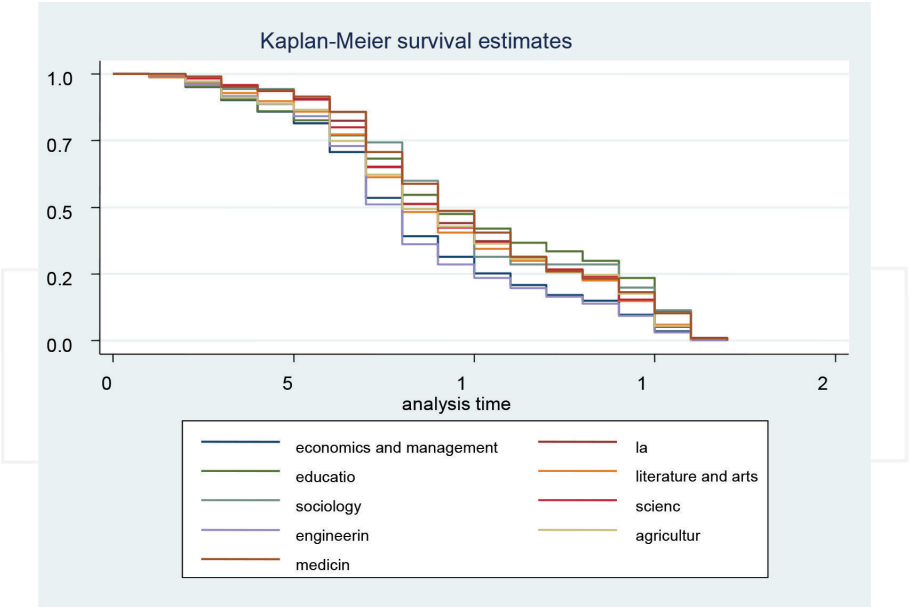 Kaplan-Meier survival estimates
1.0
0.7
0.5
0.2
0.0
0 5 1 1 2
analysis time
economics and management la
educatio literature and arts
sociology scienc
engineerin agricultur
medicin